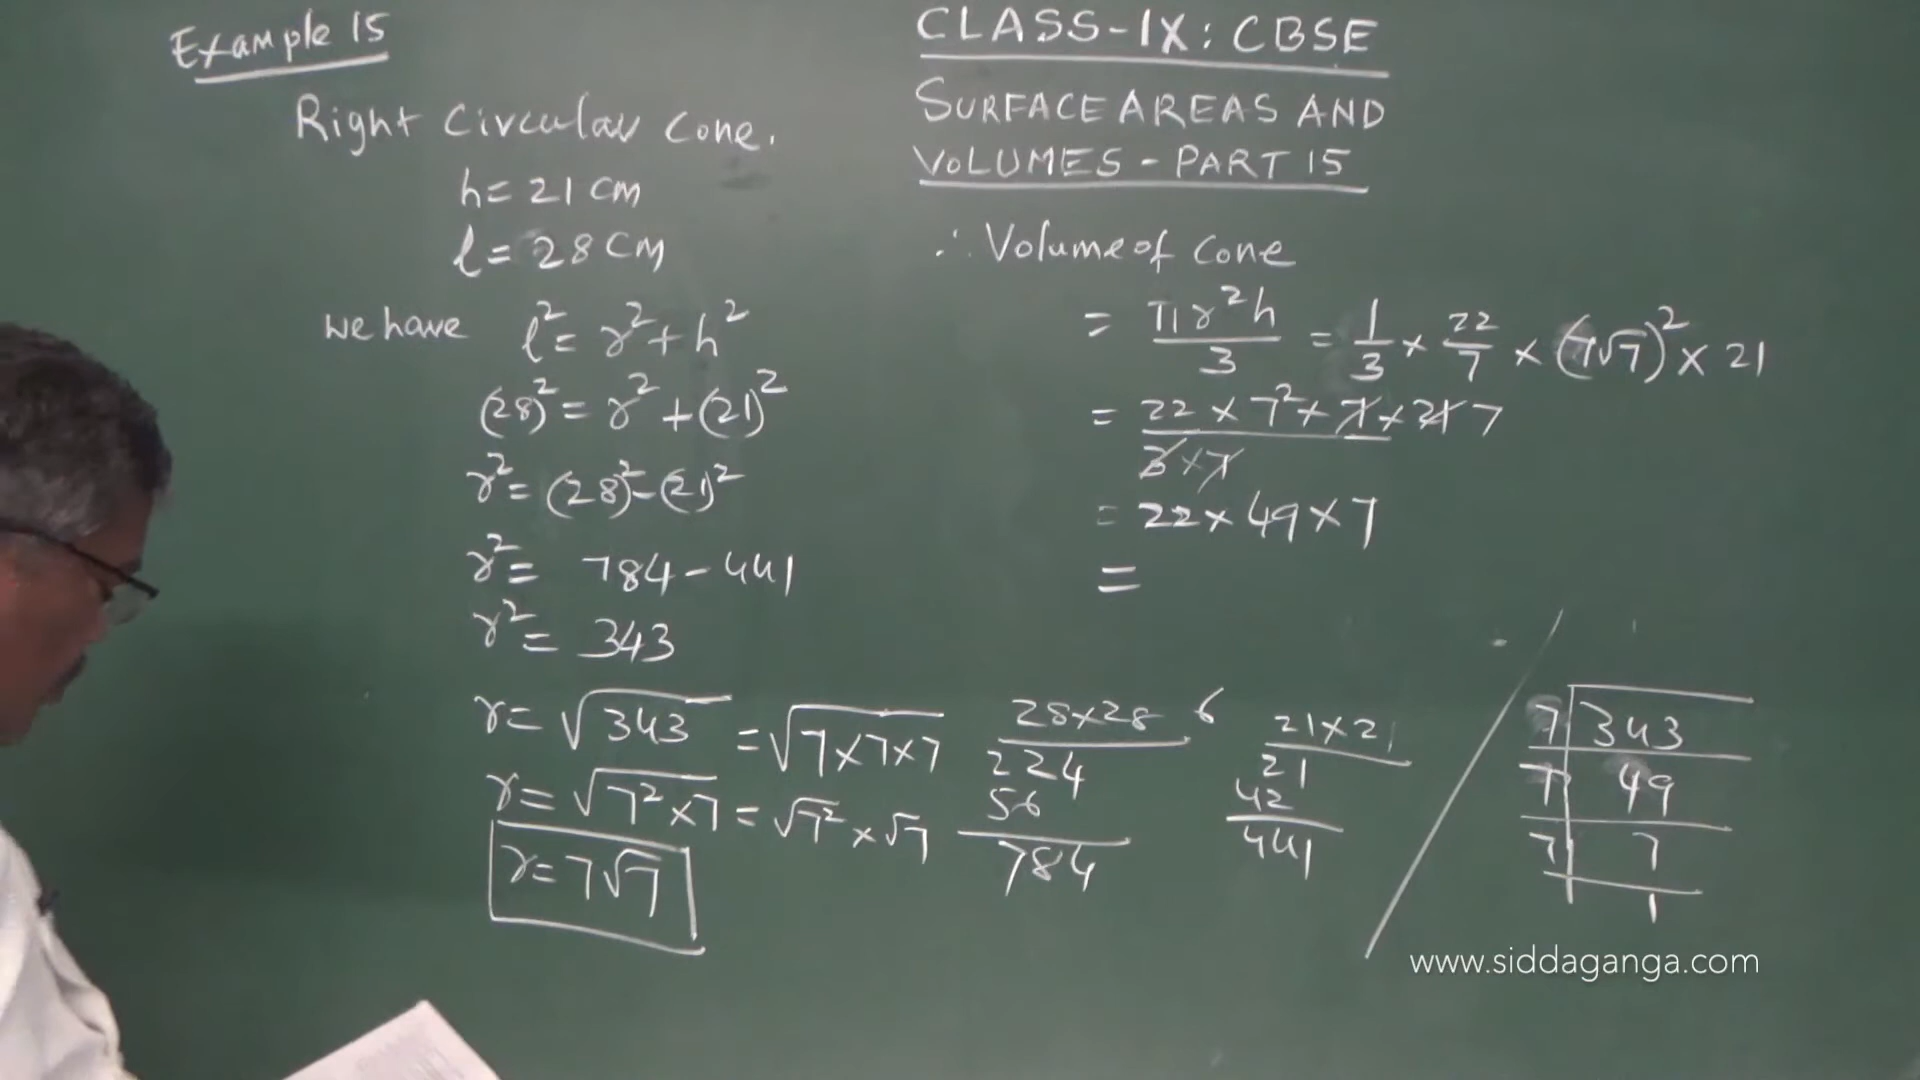 Example 15
Right Circular Cone.
h = 21 cm
l = 28 cm
we have l² = r² + h²
(28)² = r² + (21)²
r² = (28)² - (21)²
r² = 784 - 441
r² = 343
r = √343 = √7×7×7
r = √7²×7 = √7² × √7
r = 7√7
CLASS-IX: CBSE
SURFACE AREAS AND
VOLUMES - PART 15
∴ Volume of Cone
= πr²h/3 = 1/3 × 22/7 × (7√7)² × 21
= 22 × 7² × 7 × 21 7
3 × 7
= 22 × 49 × 7
=
28×28 6
224
56
784
21×21
21
42
441
7 343
7 49
7 7
1
www.siddaganga.com